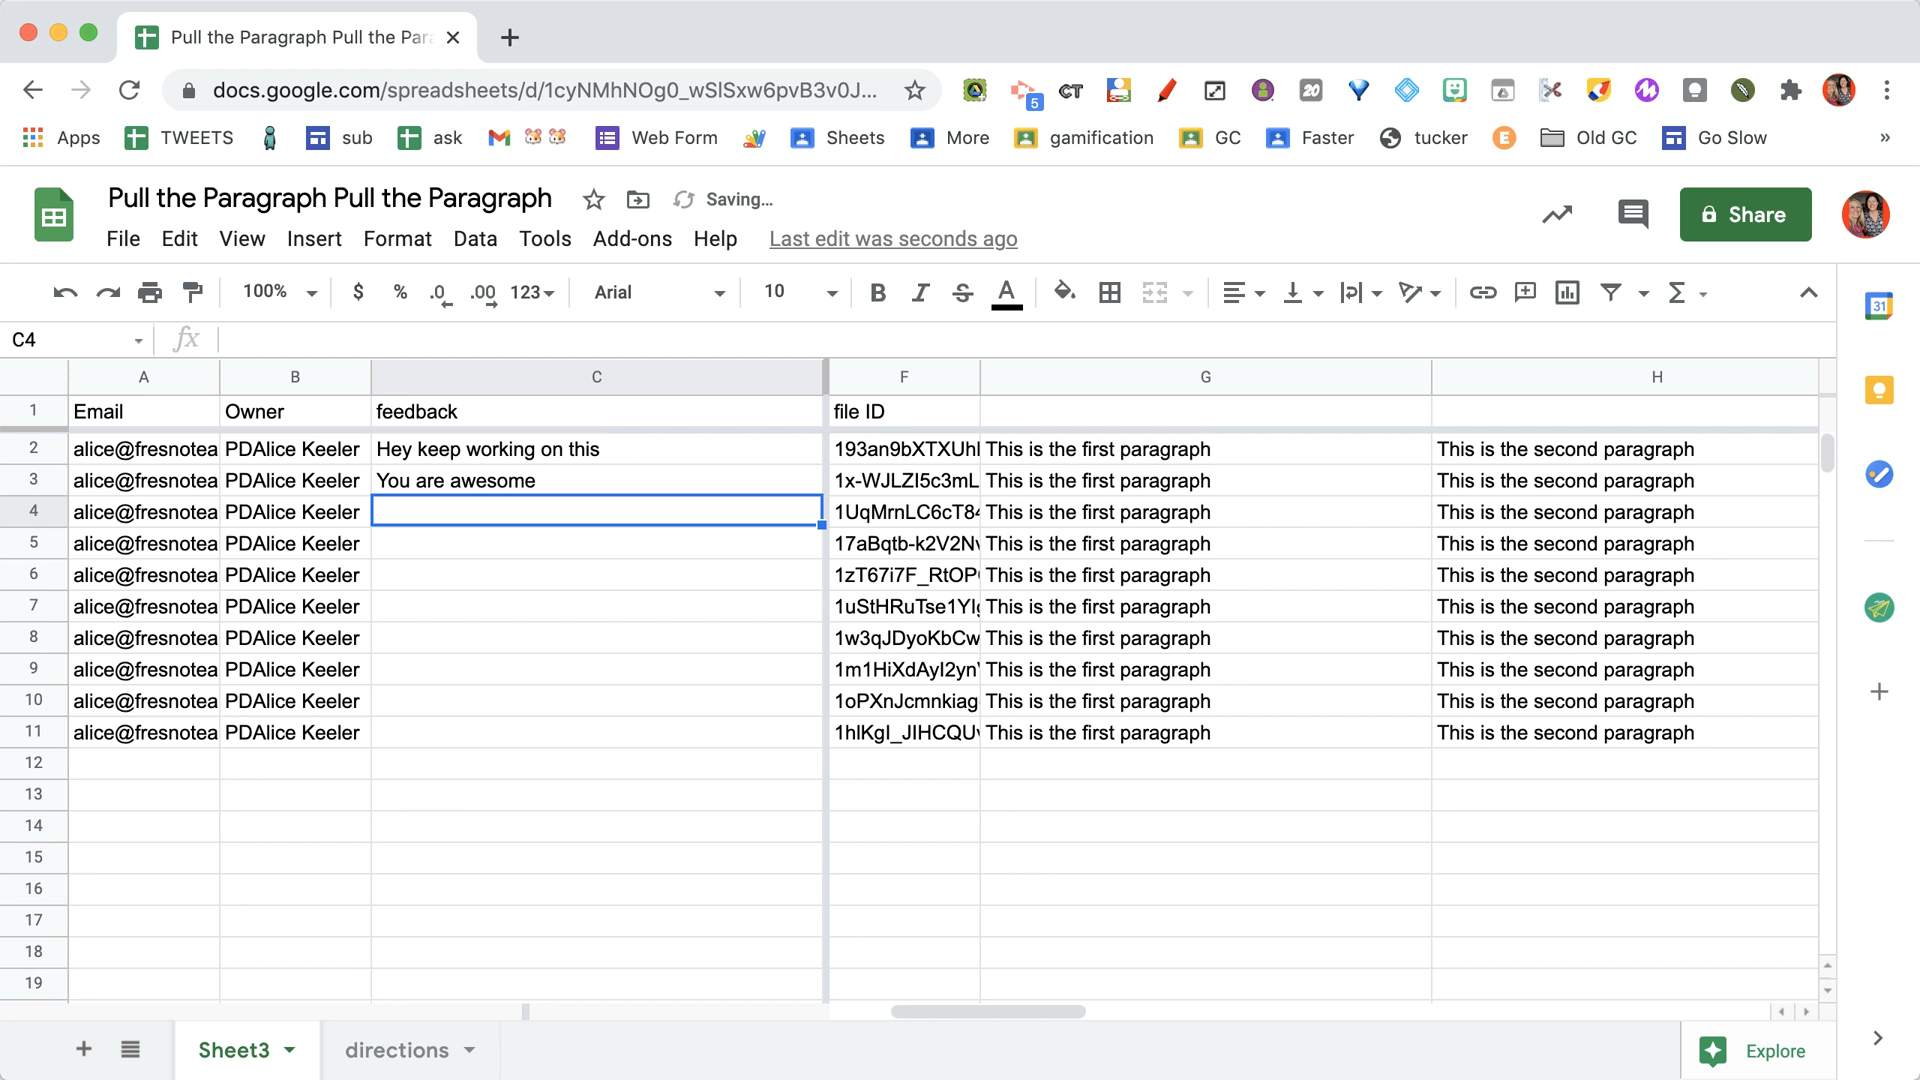 Pull the Paragraph Pull the Par
docs.google.com/spreadsheets/d/1cyNMhNOg0_wSlSxw6pvB3v0J...
5
CT
20
Apps TWEETS sub ask Web Form Sheets More gamification GC Faster tucker E Old GC Go Slow »
Pull the Paragraph Pull the Paragraph Saving...
Share
File Edit View Insert Format Data Tools Add-ons Help Last edit was seconds ago
100% $ % .0 .00 123 Arial 10 B I S A Σ
31
C4 fx
A B C F G H
1 Email Owner feedback file ID
2 alice@fresnotea PDAlice Keeler Hey keep working on this 193an9bXTXUhl This is the first paragraph This is the second paragraph
3 alice@fresnotea PDAlice Keeler You are awesome 1x-WJLZI5c3mL This is the first paragraph This is the second paragraph
4 alice@fresnotea PDAlice Keeler 1UqMrnLC6cT84 This is the first paragraph This is the second paragraph
5 alice@fresnotea PDAlice Keeler 17aBqtb-k2V2N This is the first paragraph This is the second paragraph
6 alice@fresnotea PDAlice Keeler 1zT67i7F_RtOP This is the first paragraph This is the second paragraph
7 alice@fresnotea PDAlice Keeler 1uStHRuTse1YI This is the first paragraph This is the second paragraph
8 alice@fresnotea PDAlice Keeler 1w3qJDyoKbCw This is the first paragraph This is the second paragraph
9 alice@fresnotea PDAlice Keeler 1m1HiXdAyI2yn This is the first paragraph This is the second paragraph
10 alice@fresnotea PDAlice Keeler 1oPXnJcmnkiag This is the first paragraph This is the second paragraph
11 alice@fresnotea PDAlice Keeler 1hlKgI_JIHCQU This is the first paragraph This is the second paragraph
12
13
14
15
16
17
18
19
Sheet3 directions Explore